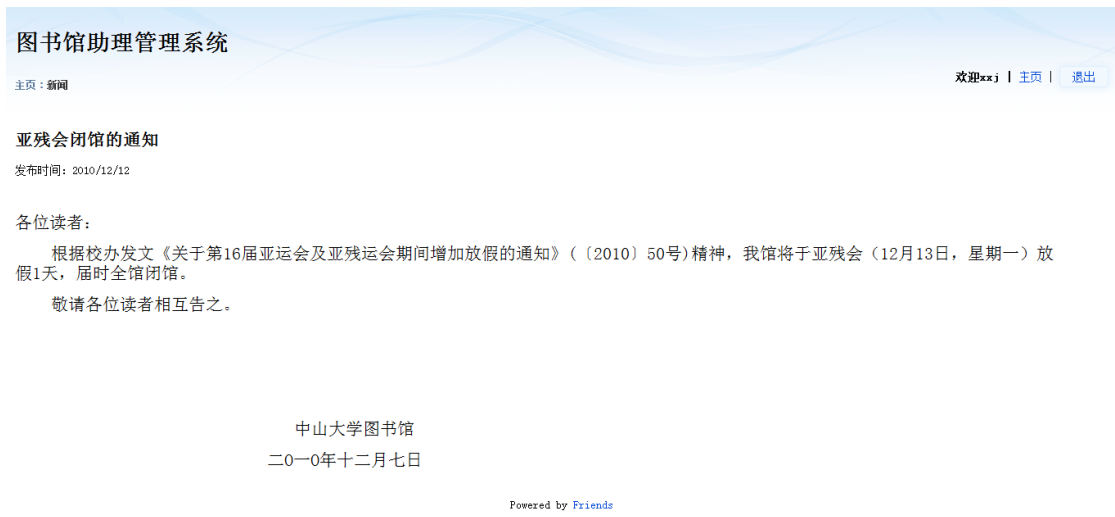 图书馆助理管理系统
欢迎xxj | 主页 | 退出
主页：新闻
亚残会闭馆的通知
发布时间：2010/12/12
各位读者：
根据校办发文《关于第16届亚运会及亚残运会期间增加放假的通知》(〔2010〕50号)精神，我馆将于亚残会（12月13日，星期一）放
假1天，届时全馆闭馆。
敬请各位读者相互告之。
中山大学图书馆
二0一0年十二月七日
Powered by Friends